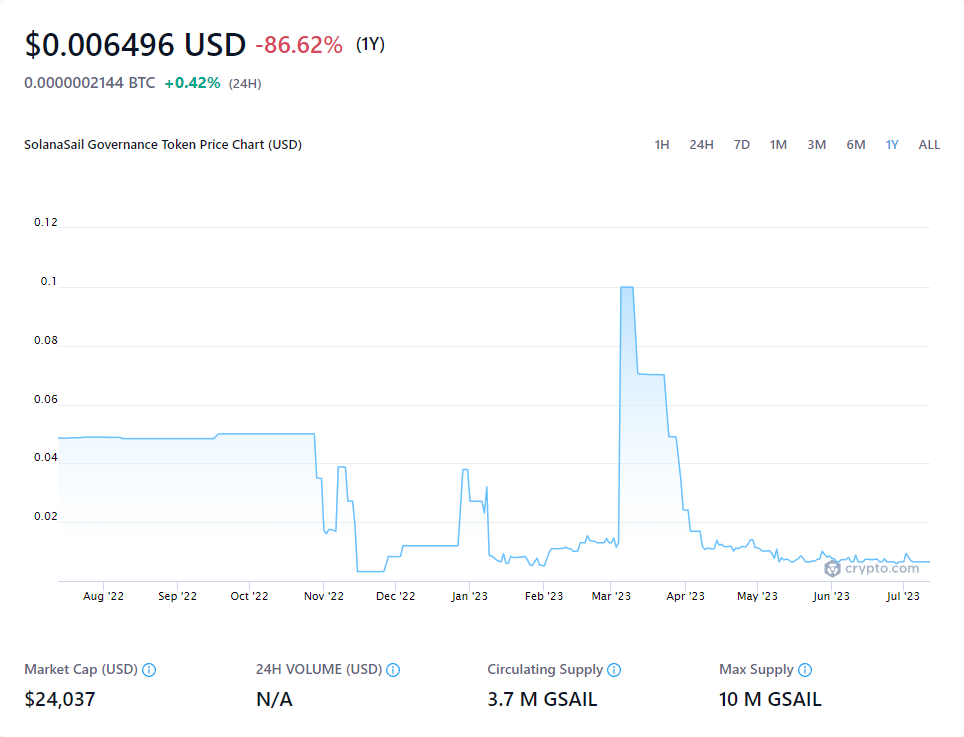 $0.006496 USD -86.62% (1Y)
0.0000002144 BTC +0.42% (24H)
SolanaSail Governance Token Price Chart (USD) 1H 24H 7D 1M 3M 6M 1Y ALL
0.12
0.1
0.08
0.06
0.04
0.02
crypto.com
Aug '22 Sep '22 Oct '22 Nov '22 Dec '22 Jan '23 Feb '23 Mar '23 Apr '23 May '23 Jun '23 Jul '23
Market Cap (USD) 24H VOLUME (USD) Circulating Supply Max Supply
$24,037 N/A 3.7 M GSAIL 10 M GSAIL